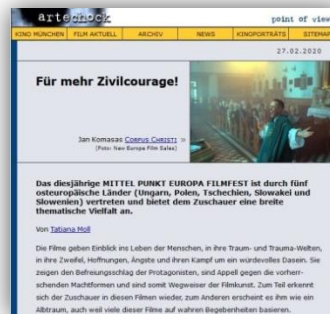 artechock
point of view
KINO MÜNCHEN FILM AKTUELL ARCHIV NEWS KINOPORTRÄTS SITEMAP
27.02.2020
Für mehr Zivilcourage!
Jan Komasas CORPUS CHRISTI »
(Foto: New Europe Film Sales)
Das diesjährige MITTEL PUNKT EUROPA FILMFEST ist durch fünf
osteuropäische Länder (Ungarn, Polen, Tschechien, Slowakei und
Slowenien) vertreten und bietet dem Zuschauer eine breite
thematische Vielfalt an.
Von Tatiana Moll
Die Filme geben Einblick ins Leben der Menschen, in ihre Traum- und Trauma-Welten,
in ihre Zweifel, Hoffnungen, Ängste und ihren Kampf um ein würdevolles Dasein. Sie
zeigen den Befreiungsschlag der Protagonisten, sind Appell gegen die vorherr-
schenden Machtformen und sind somit Wegweiser der Filmkunst. Zum Teil erkennt
sich der Zuschauer in diesen Filmen wieder, zum Anderen erscheint es ihm wie ein
Albtraum, auch weil viele dieser Filme auf wahren Begebenheiten basieren.